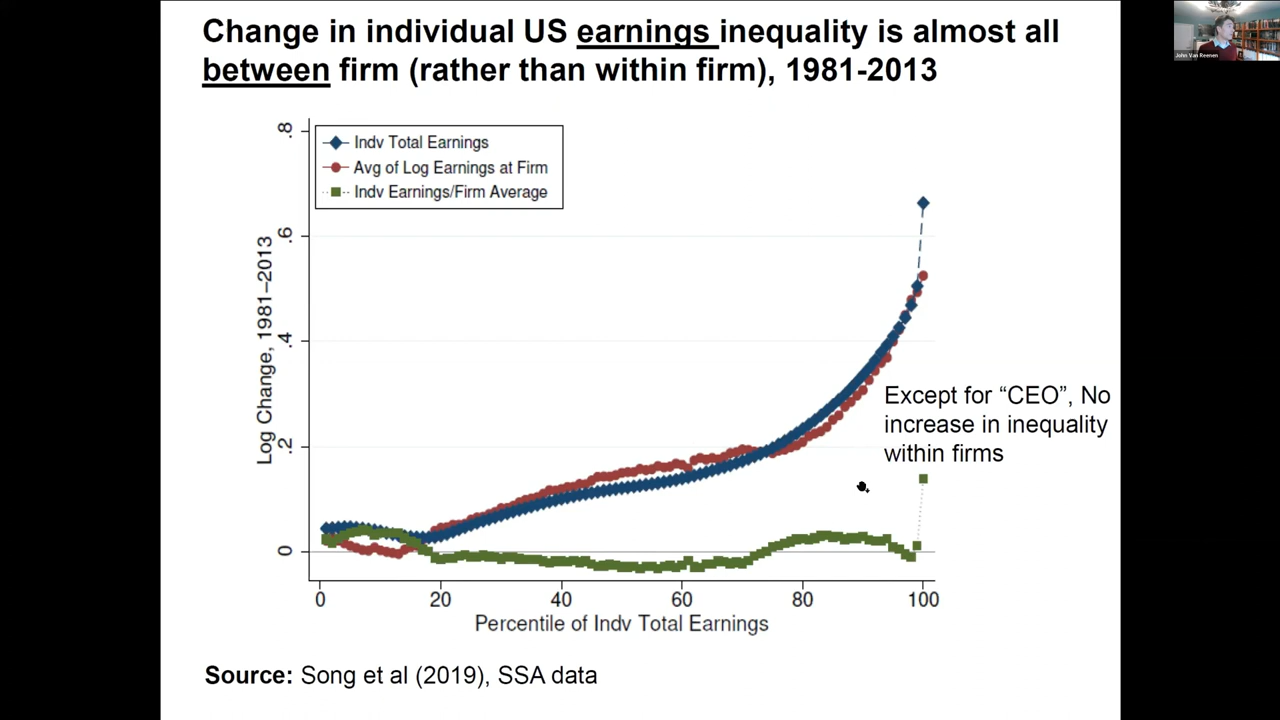 Change in individual US earnings inequality is almost all
between firm (rather than within firm), 1981-2013
John Van Reenen
Indv Total Earnings
Avg of Log Earnings at Firm
Indv Earnings/Firm Average
Log Change, 1981–2013
.8
.6
.4
.2
0
Except for “CEO”, No
increase in inequality
within firms
0 20 40 60 80 100
Percentile of Indv Total Earnings
Source: Song et al (2019), SSA data